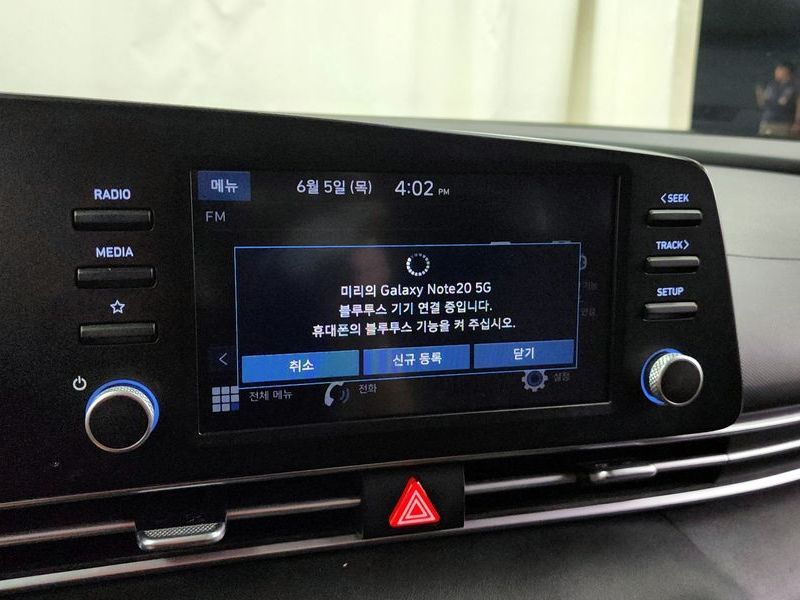 RADIO
MEDIA
메뉴
6월 5일 (목) 4:02 PM
FM
미리의 Galaxy Note20 5G
블루투스 기기 연결 중입니다.
휴대폰의 블루투스 기능을 켜 주십시오.
취소
신규 등록
닫기
전체 메뉴
전화
설정
<SEEK
TRACK>
SETUP